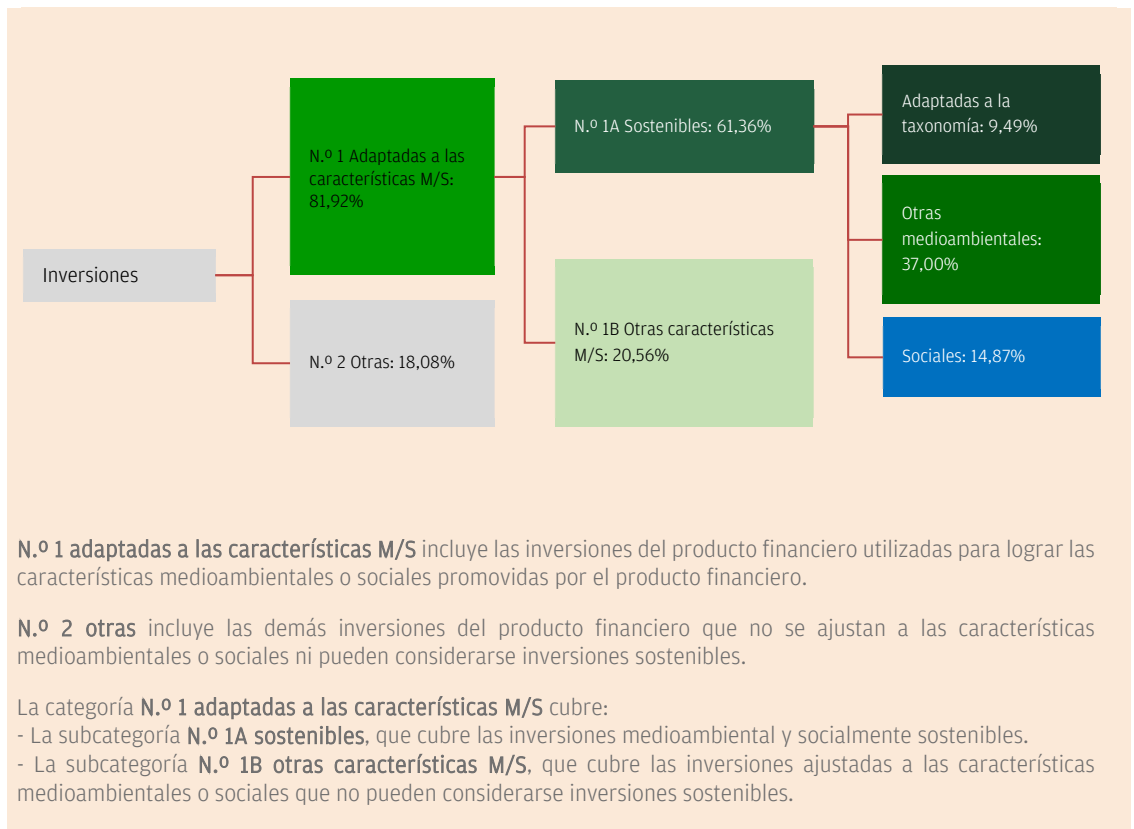 Inversiones
N.º 1 Adaptadas a las
características M/S:
81,92%
N.º 2 Otras: 18,08%
N.º 1A Sostenibles: 61,36%
N.º 1B Otras características
M/S: 20,56%
Adaptadas a la
taxonomía: 9,49%
Otras
medioambientales:
37,00%
Sociales: 14,87%
N.º 1 adaptadas a las características M/S incluye las inversiones del producto financiero utilizadas para lograr las
características medioambientales o sociales promovidas por el producto financiero.
N.º 2 otras incluye las demás inversiones del producto financiero que no se ajustan a las características
medioambientales o sociales ni pueden considerarse inversiones sostenibles.
La categoría N.º 1 adaptadas a las características M/S cubre:
- La subcategoría N.º 1A sostenibles, que cubre las inversiones medioambiental y socialmente sostenibles.
- La subcategoría N.º 1B otras características M/S, que cubre las inversiones ajustadas a las características
medioambientales o sociales que no pueden considerarse inversiones sostenibles.